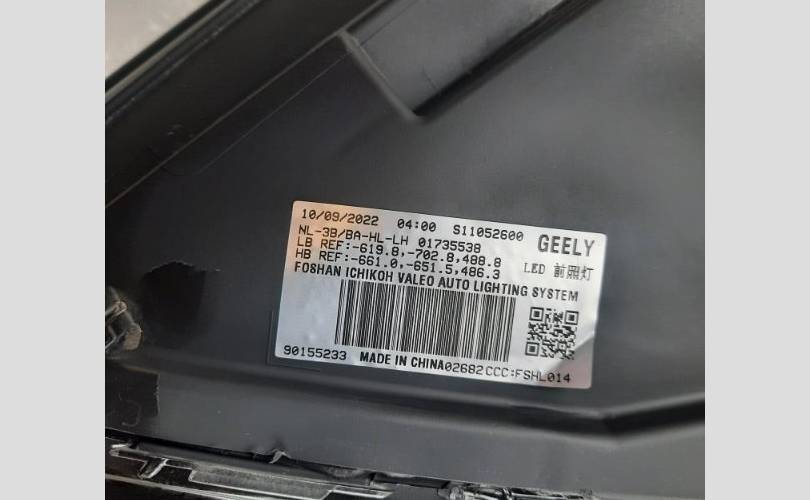 10/09/2022 04:00 S11052600
GEELY
NL-3B/BA-HL-LH 01735538
LB REF:-619.8,-702.8,488.8
LED 前照灯
HB REF:-661.0,-651.5,486.3
FOSHAN ICHIKOH VALEO AUTO LIGHTING SYSTEM
90155233 MADE IN CHINA02682CCC:FSHL014